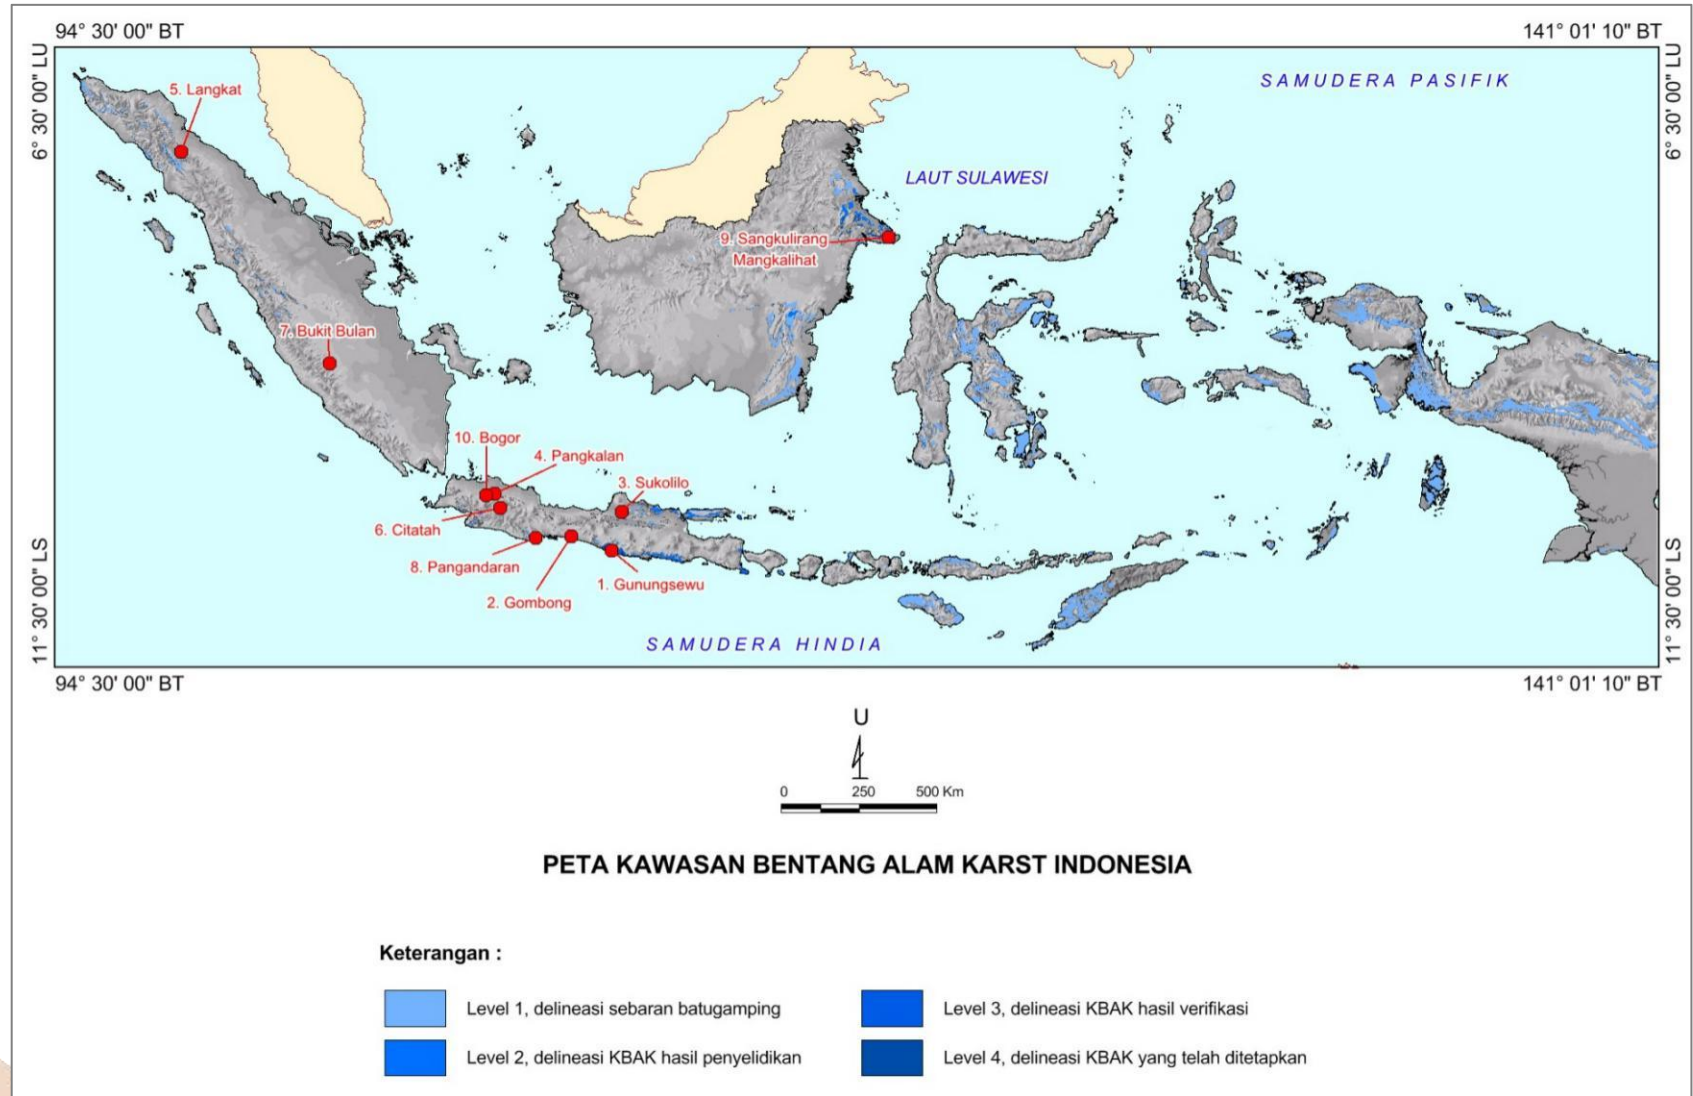 94° 30' 00" BT
141° 01' 10" BT
6° 30' 00" LU
6° 30' 00" LU
SAMUDERA PASIFIK
5. Langkat
LAUT SULAWESI
9. Sangkulirang
Mangkalihat
7. Bukit Bulan
10. Bogor
4. Pangkalan
3. Sukolilo
6. Citatah
8. Pangandaran
1. Gunungsewu
2. Gombong
SAMUDERA HINDIA
11° 30' 00" LS
11° 30' 00" LS
94° 30' 00" BT
141° 01' 10" BT
U
0 250 500 Km
PETA KAWASAN BENTANG ALAM KARST INDONESIA
Keterangan :
Level 1, delineasi sebaran batugamping
Level 2, delineasi KBAK hasil penyelidikan
Level 3, delineasi KBAK hasil verifikasi
Level 4, delineasi KBAK yang telah ditetapkan